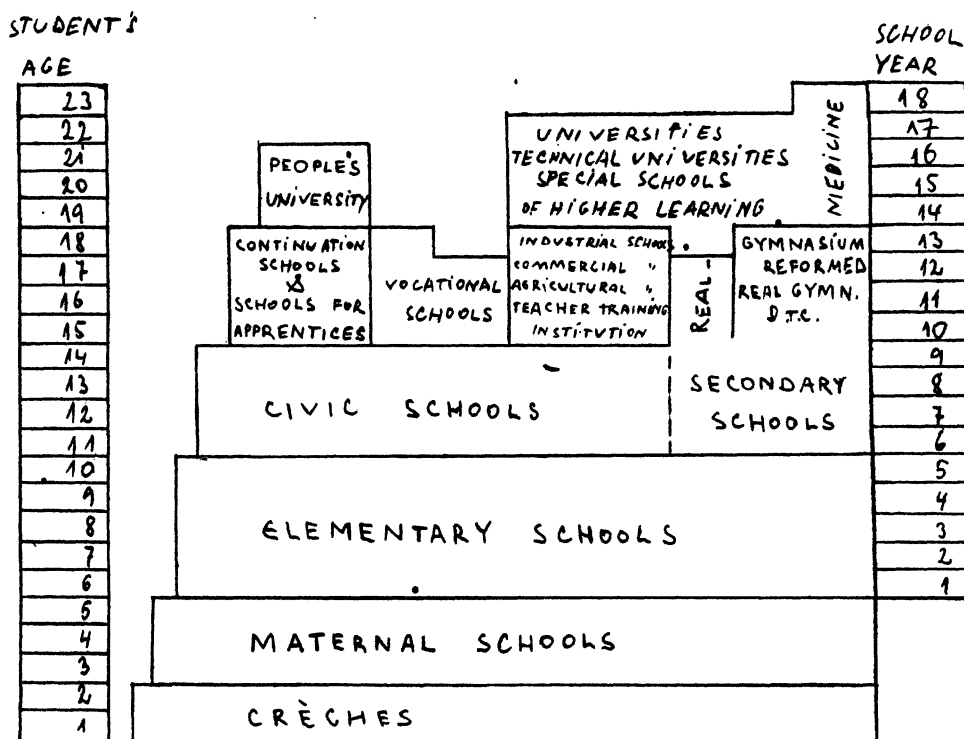 STUDENT'S
AGE
SCHOOL
YEAR
23
22
21
20
19
18
17
16
15
14
13
12
11
10
9
8
7
6
5
4
3
2
1
PEOPLE'S
UNIVERSITY
UNIVERSITIES
TECHNICAL UNIVERSITIES
SPECIAL SCHOOLS
OF HIGHER LEARNING
MEDICINE
CONTINUATION
SCHOOLS
&
SCHOOLS FOR
APPRENTICES
VOCATIONAL
SCHOOLS
INDUSTRIAL SCHOOLS
COMMERCIAL "
AGRICULTURAL "
TEACHER TRAINING
INSTITUTION
REAL-
GYMNASIUM
REFORMED
REAL GYMN.
D.T.C.
CIVIC SCHOOLS
SECONDARY
SCHOOLS
ELEMENTARY SCHOOLS
MATERNAL SCHOOLS
CRÈCHES
18
17
16
15
14
13
12
11
10
9
8
7
6
5
4
3
2
1